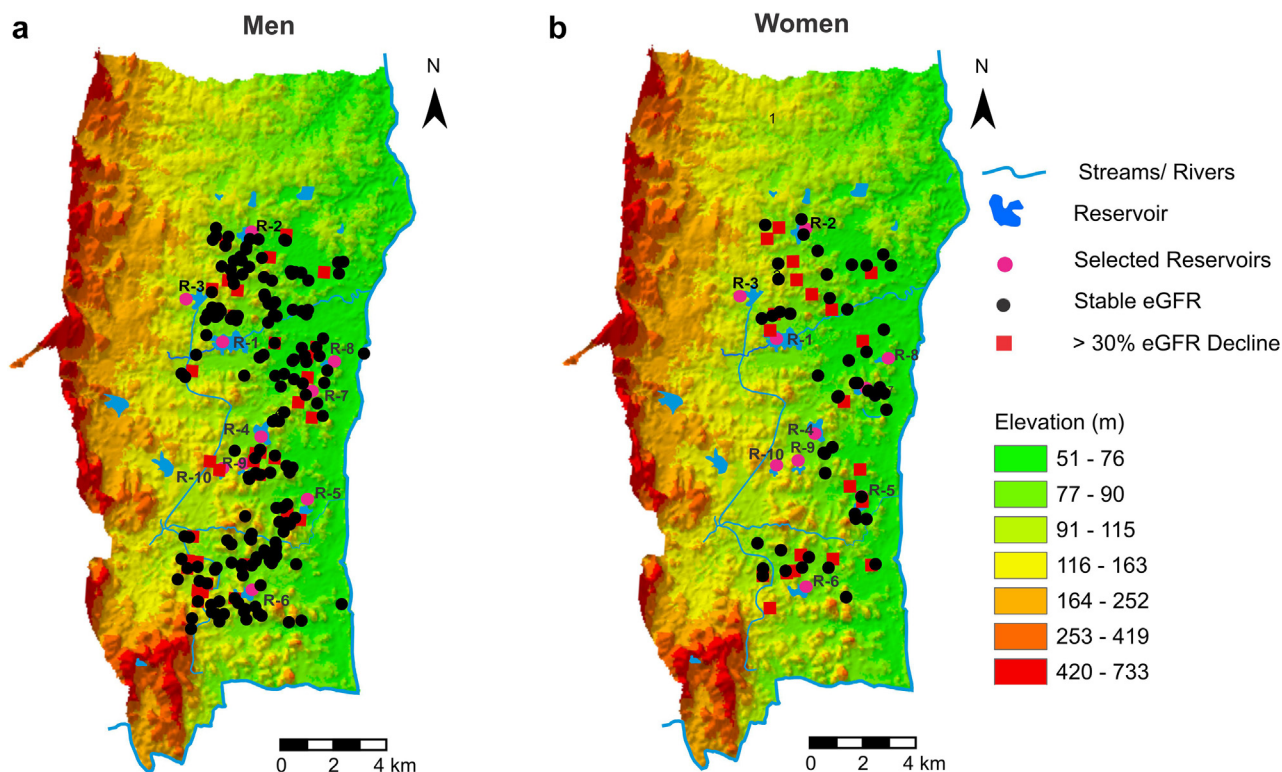 a
Men
N
R-2
R-3
R-1
R-8
R-7
R-4
R-9
R-10
R-5
R-6
0 2 4 km
b
Women
N
1
R-2
R-3
R-1
R-8
7
R-4
R-9
R-10
R-5
R-6
0 2 4 km
Streams/ Rivers
Reservoir
Selected Reservoirs
Stable eGFR
> 30% eGFR Decline
Elevation (m)
51 - 76
77 - 90
91 - 115
116 - 163
164 - 252
253 - 419
420 - 733